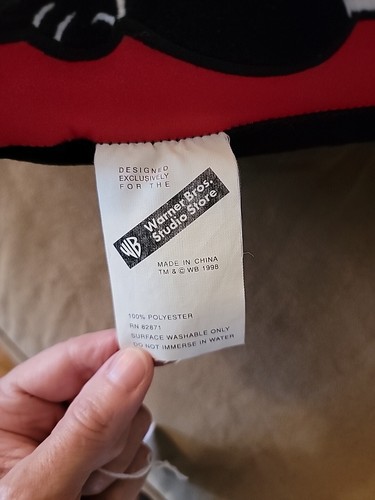 DESIGNED
EXCLUSIVELY
FOR THE
WB
Warner Bros.
Studio Store
MADE IN CHINA
TM & © WB 1998
100% POLYESTER
RN 82871
SURFACE WASHABLE ONLY
DO NOT IMMERSE IN WATER